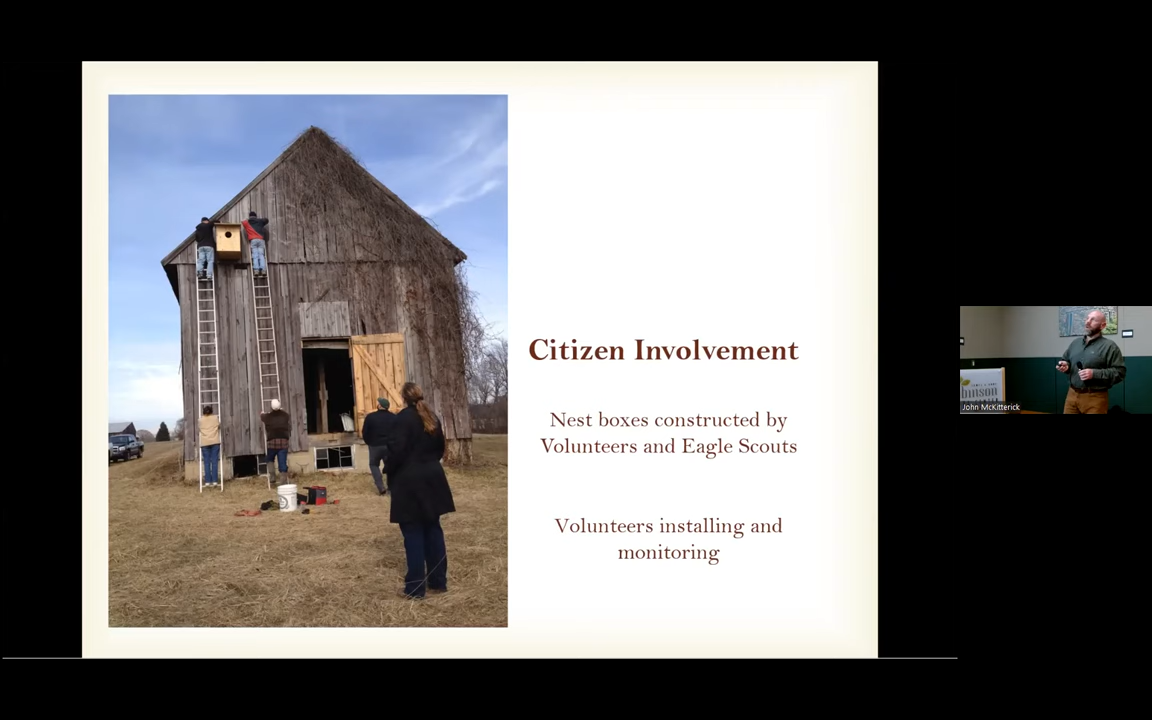 Citizen Involvement
Nest boxes constructed by
Volunteers and Eagle Scouts
Volunteers installing and
monitoring
John McKitterick